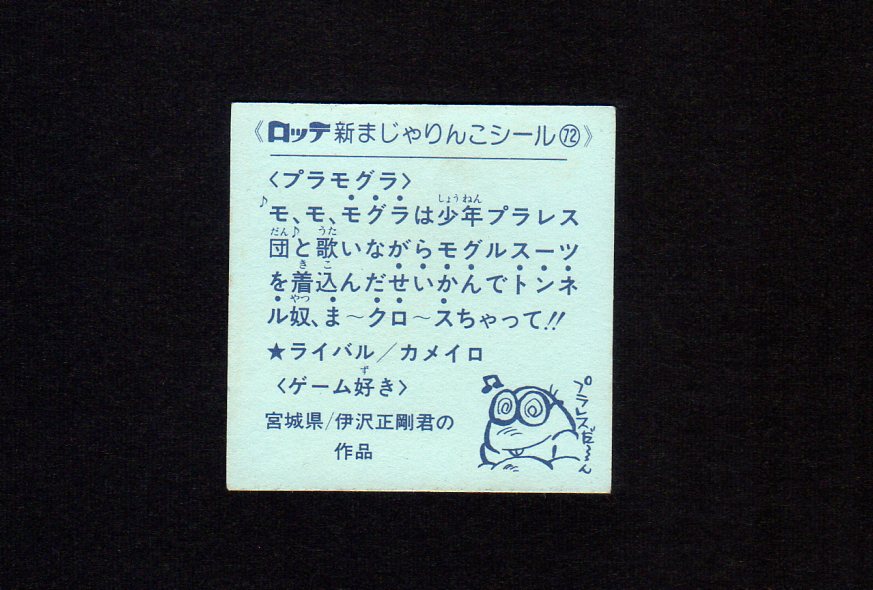 《ロッテ新まじゃりんこシール72》
〈プラモグラ〉
♪モ、モ、モグラは少年プラレス
団♪と歌いながらモグルスーツ
を着込んだせいかんでトンネ
ル奴、ま〜クロ〜スちゃって!!
★ライバル/カメイロ
〈ゲーム好き〉
宮城県/伊沢正剛君の
作品
プラレスだ〜〜ん